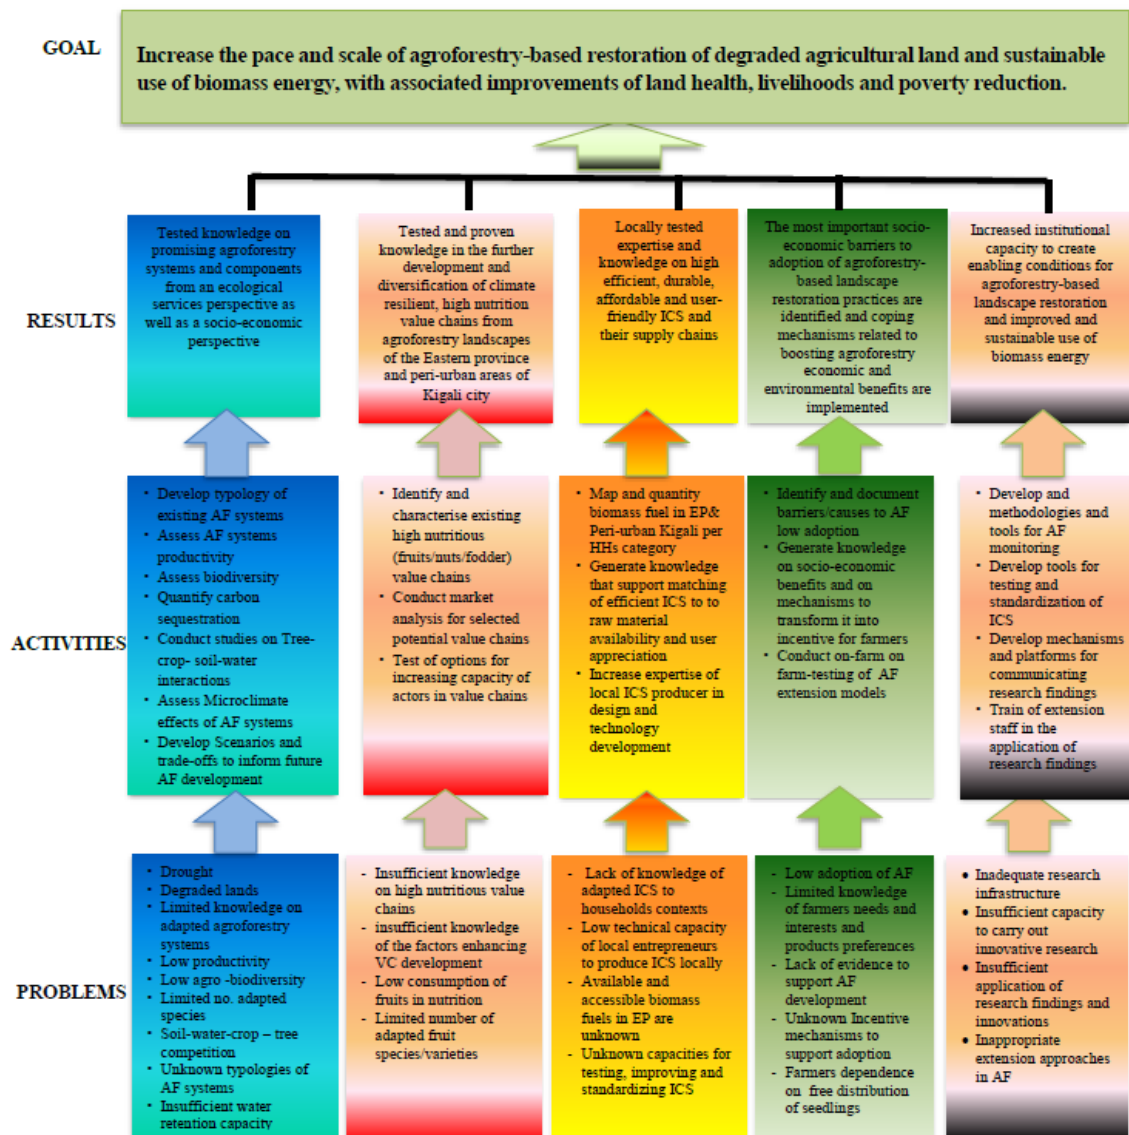 GOAL
Increase the pace and scale of agroforestry-based restoration of degraded agricultural land and sustainable
use of biomass energy, with associated improvements of land health, livelihoods and poverty reduction.
RESULTS
Tested knowledge on
promising agroforestry
systems and components
from an ecological
services perspective as
well as a socio-economic
perspective
Tested and proven
knowledge in the further
development and
diversification of climate
resilient, high nutrition
value chains from
agroforestry landscapes
of the Eastern province
and peri-urban areas of
Kigali city
Locally tested
expertise and
knowledge on high
efficient, durable,
affordable and user-
friendly ICS and
their supply chains
The most important socio-
economic barriers to
adoption of agroforestry-
based landscape
restoration practices are
identified and coping
mechanisms related to
boosting agroforestry
economic and
environmental benefits are
implemented
Increased institutional
capacity to create
enabling conditions for
agroforestry-based
landscape restoration
and improved and
sustainable use of
biomass energy
ACTIVITIES
• Develop typology of
existing AF systems
• Assess AF systems
productivity
• Assess biodiversity
• Quantify carbon
sequestration
• Conduct studies on Tree-
crop- soil-water
interactions
• Assess Microclimate
effects of AF systems
• Develop Scenarios and
trade-offs to inform future
AF development
• Identify and
characterise existing
high nutritious
(fruits/nuts/fodder)
value chains
• Conduct market
analysis for selected
potential value chains
• Test of options for
increasing capacity of
actors in value chains
• Map and quantity
biomass fuel in EP&
Peri-urban Kigali per
HHs category
• Generate knowledge
that support matching
of efficient ICS to to
raw material
availability and user
appreciation
• Increase expertise of
local ICS producer in
design and
technology
development
• Identify and document
barriers/causes to AF
low adoption
• Generate knowledge
on socio-economic
benefits and on
mechanisms to
transform it into
incentive for farmers
• Conduct on-farm on
farm-testing of AF
extension models
• Develop and
methodologies and
tools for AF
monitoring
• Develop tools for
testing and
standardization of
ICS
• Develop mechanisms
and platforms for
communicating
research findings
• Train of extension
staff in the
application of
research findings
PROBLEMS
• Drought
• Degraded lands
• Limited knowledge on
adapted agroforestry
systems
• Low productivity
• Low agro -biodiversity
• Limited no. adapted
species
• Soil-water-crop – tree
competition
• Unknown typologies of
AF systems
• Insufficient water
retention capacity
- Insufficient knowledge
on high nutritious value
chains
- insufficient knowledge
of the factors enhancing
VC development
- Low consumption of
fruits in nutrition
- Limited number of
adapted fruit
species/varieties
- Lack of knowledge of
adapted ICS to
households contexts
- Low technical capacity
of local entrepreneurs
to produce ICS locally
- Available and
accessible biomass
fuels in EP are
unknown
- Unknown capacities for
testing, improving and
standardizing ICS
- Low adoption of AF
- Limited knowledge
of farmers needs and
interests and
products preferences
- Lack of evidence to
support AF
development
- Unknown Incentive
mechanisms to
support adoption
- Farmers dependence
on free distribution
of seedlings
• Inadequate research
infrastructure
• Insufficient capacity
to carry out
innovative research
• Insufficient
application of
research findings and
innovations
• Inappropriate
extension approaches
in AF